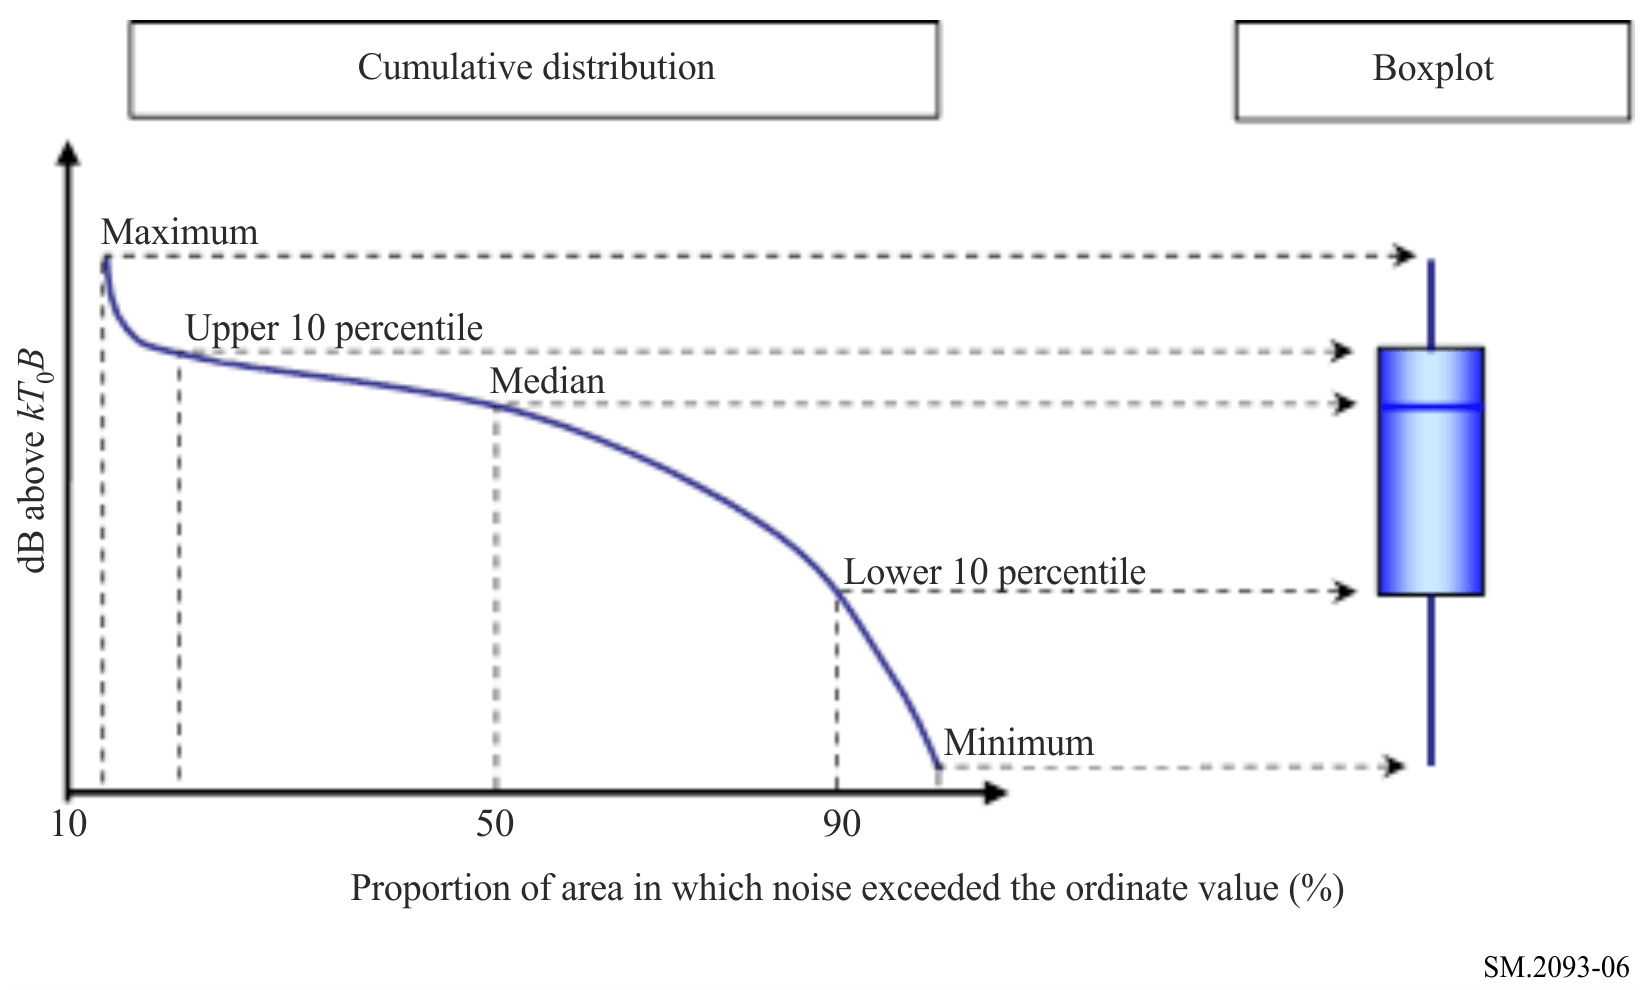 Cumulative distribution
Boxplot
Maximum
Upper 10 percentile
Median
Lower 10 percentile
Minimum
dB above kT₀B
10 50 90
Proportion of area in which noise exceeded the ordinate value (%)
SM.2093-06